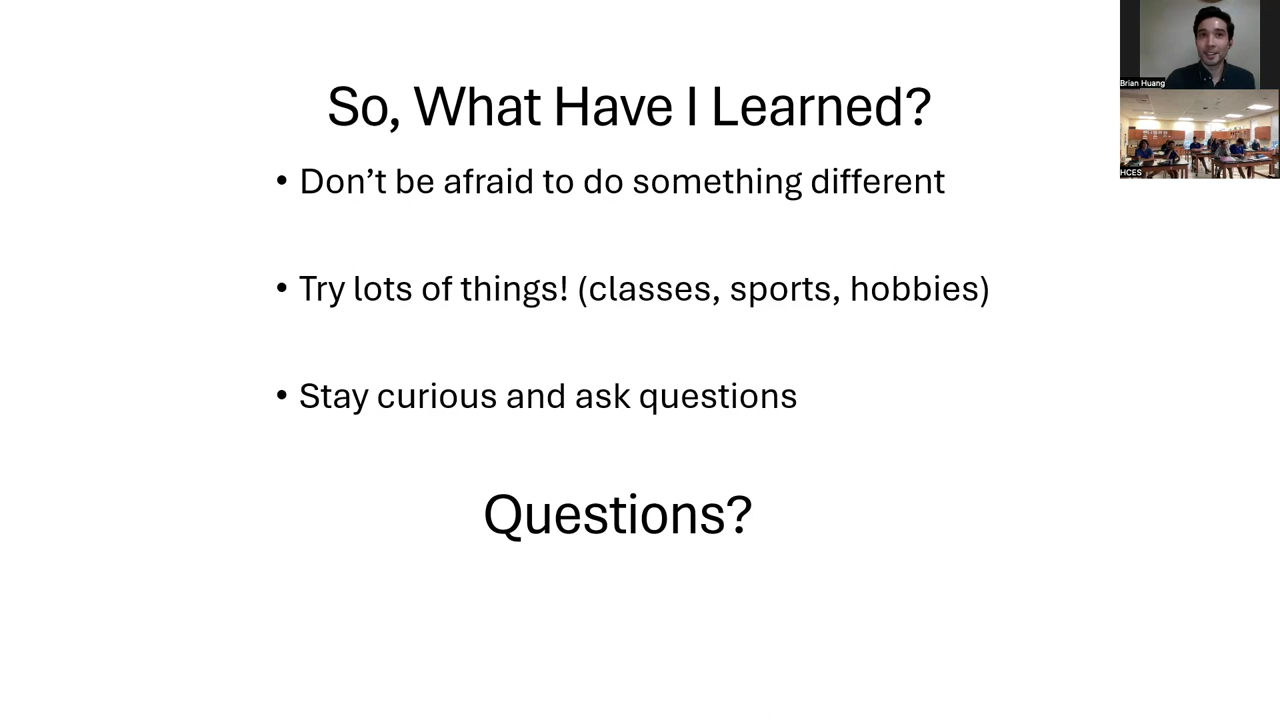 So, What Have I Learned?
• Don’t be afraid to do something different
• Try lots of things! (classes, sports, hobbies)
• Stay curious and ask questions
Questions?
Brian Huang
HCES